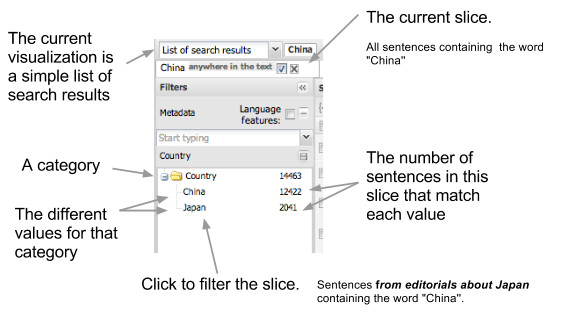 The current
visualization is
a simple list of
search results
The current slice.
All sentences containing the word
"China"
List of search results
China
China anywhere in the text
Filters
Metadata
Language
features:
Start typing
Country
Country 14463
China 12422
Japan 2041
A category
The different
values for that
category
The number of
sentences in this
slice that match
each value
Click to filter the slice.
Sentences from editorials about Japan
containing the word "China".